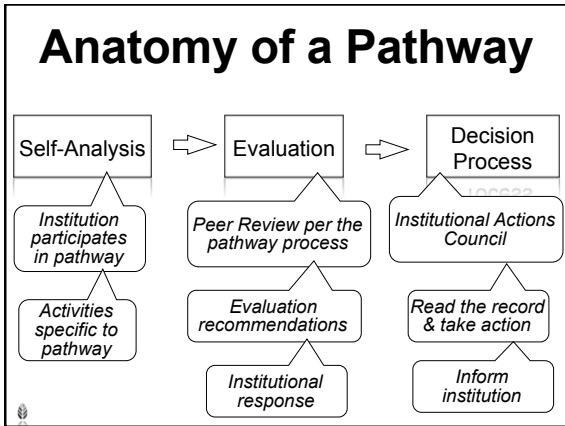 Anatomy of a Pathway
Self-Analysis
Evaluation
Decision
Process
Institution
participates
in pathway
Activities
specific to
pathway
Peer Review per the
pathway process
Evaluation
recommendations
Institutional
response
Institutional Actions
Council
Read the record
& take action
Inform
institution